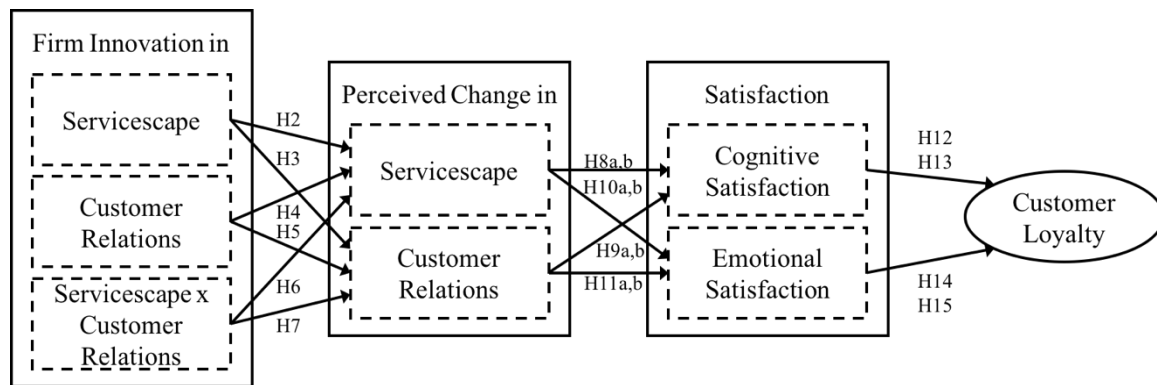 Firm Innovation in
Servicescape
Customer
Relations
Servicescape x
Customer
Relations
H2
H3
H4
H5
H6
H7
Perceived Change in
Servicescape
Customer
Relations
H8a,b
H10a,b
H9a,b
H11a,b
Satisfaction
Cognitive
Satisfaction
Emotional
Satisfaction
H12
H13
H14
H15
Customer
Loyalty